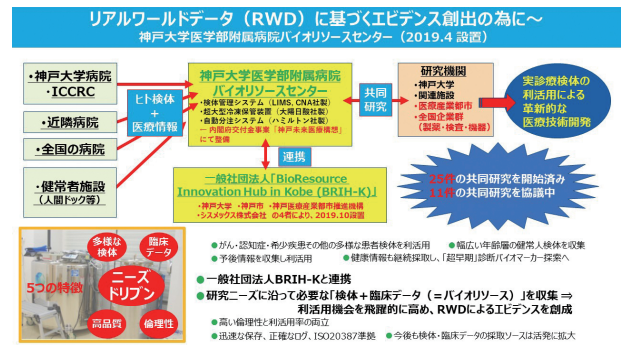 リアルワールドデータ（RWD）に基づくエビデンス創出の為に～
神戸大学医学部附属病院バイオリソースセンター（2019.4 設置）
・神戸大学病院
・ICCRC
・近隣病院
・全国の病院
・健常者施設
（人間ドック等）
ヒト検体
＋
医療情報
神戸大学医学部附属病院
バイオリソースセンター
・検体管理システム（LIMS, CNA社製）
・超大型冷凍保管装置（大陽日酸社製）
・自動分注システム（ハミルトン社製）
― 内閣府交付金事業「神戸未来医療構想」
にて整備
共同
研究
研究機関
・神戸大学
・関連施設
・医療産業都市
・全国企業群
（製薬・検査・機器）
実診療検体の
利活用による
革新的な
医療技術開発
連携
一般社団法人「BioResource
Innovation Hub in Kobe (BRIH-K)」
・神戸大学 ・神戸市 ・神戸医療産業都市推進機構
・シスメックス株式会社 の4者により、2019.10設置
25件の共同研究を開始済み
11件の共同研究を協議中
5つの特徴
多様な
検体
臨床
データ
ニーズ
ドリブン
高品質
倫理性
●がん・認知症・希少疾患その他の多様な患者検体を利活用 ●幅広い年齢層の健常人検体を収集
●予後情報を収集し利活用 ●健康情報も継続採取し、「超早期」診断バイオマーカー探索へ
●一般社団法人BRIH-Kと連携
●研究ニーズに沿って必要な「検体＋臨床データ（＝バイオリソース）」を収集 ⇒
利活用機会を飛躍的に高め、RWDによるエビデンスを創成
●高い倫理性と利活用率の両立
●迅速な保存、正確なログ、ISO20387準拠 ●今後も検体・臨床データの採取ソースは活発に拡大